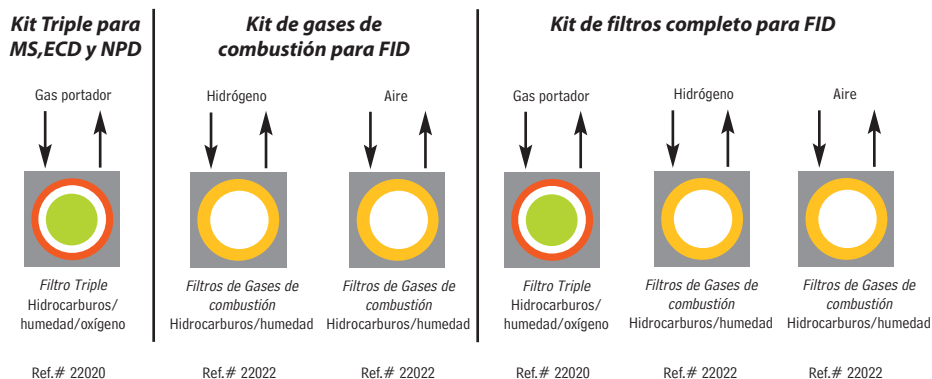 Kit Triple para
MS,ECD y NPD
Gas portador
Filtro Triple
Hidrocarburos/
humedad/oxígeno
Ref.# 22020
Kit de gases de
combustión para FID
Hidrógeno
Aire
Filtros de Gases de
combustión
Hidrocarburos/humedad
Filtros de Gases de
combustión
Hidrocarburos/humedad
Ref.# 22022
Ref.# 22022
Kit de filtros completo para FID
Gas portador
Hidrógeno
Aire
Filtro Triple
Hidrocarburos/
humedad/oxígeno
Filtros de Gases de
combustión
Hidrocarburos/humedad
Filtros de Gases de
combustión
Hidrocarburos/humedad
Ref.# 22020
Ref.# 22022
Ref.# 22022